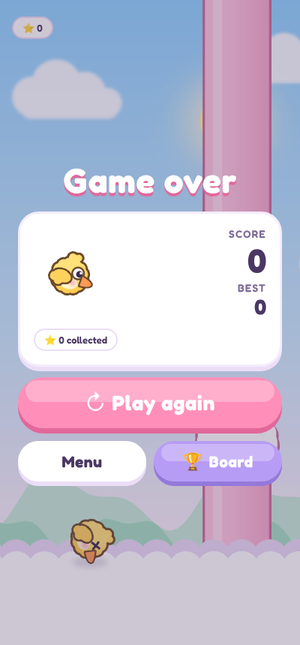 ⭐ 0
Game over
SCORE
0
BEST
0
⭐ 0 collected
Play again
Menu
🏆 Board